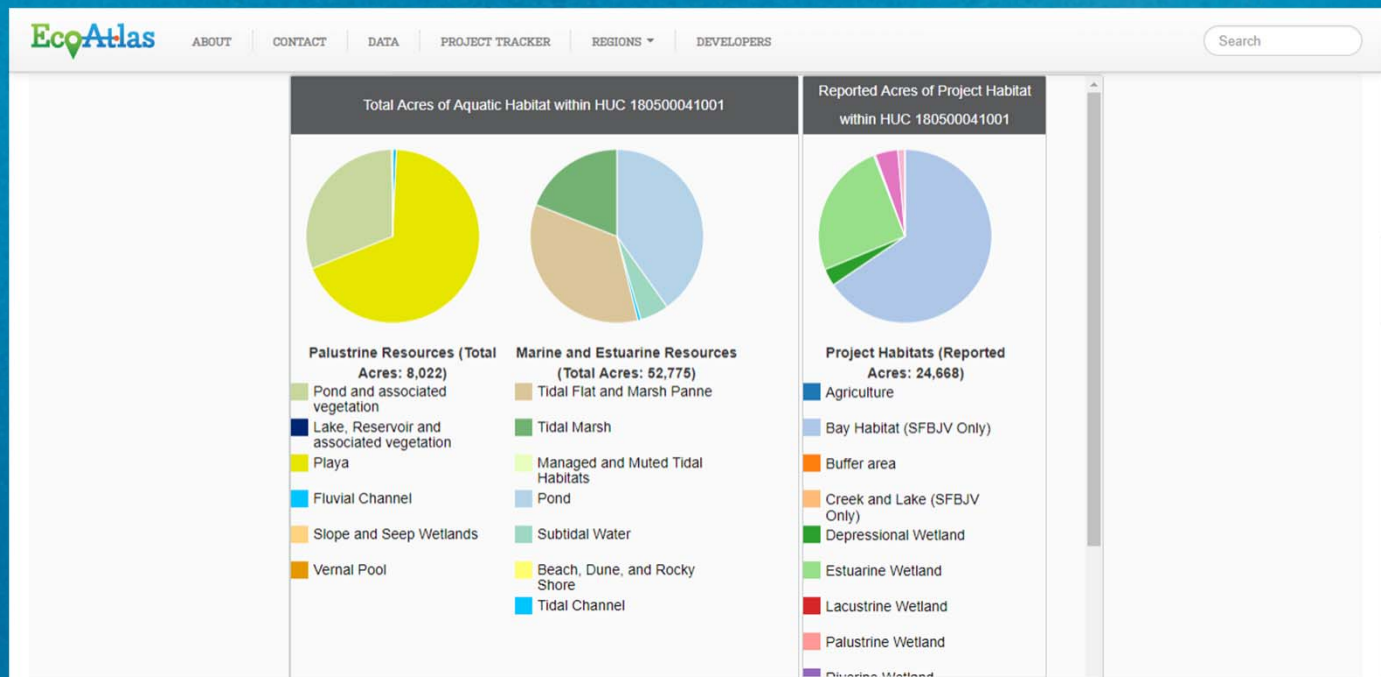 EcoAtlas
ABOUT
CONTACT
DATA
PROJECT TRACKER
REGIONS
DEVELOPERS
Search
Total Acres of Aquatic Habitat within HUC 180500041001
Reported Acres of Project Habitat
within HUC 180500041001
Palustrine Resources (Total
Acres: 8,022)
Pond and associated
vegetation
Lake, Reservoir and
associated vegetation
Playa
Fluvial Channel
Slope and Seep Wetlands
Vernal Pool
Marine and Estuarine Resources
(Total Acres: 52,775)
Tidal Flat and Marsh Panne
Tidal Marsh
Managed and Muted Tidal
Habitats
Pond
Subtidal Water
Beach, Dune, and Rocky
Shore
Tidal Channel
Project Habitats (Reported
Acres: 24,668)
Agriculture
Bay Habitat (SFBJV Only)
Buffer area
Creek and Lake (SFBJV
Only)
Depressional Wetland
Estuarine Wetland
Lacustrine Wetland
Palustrine Wetland
Riverine Wetland